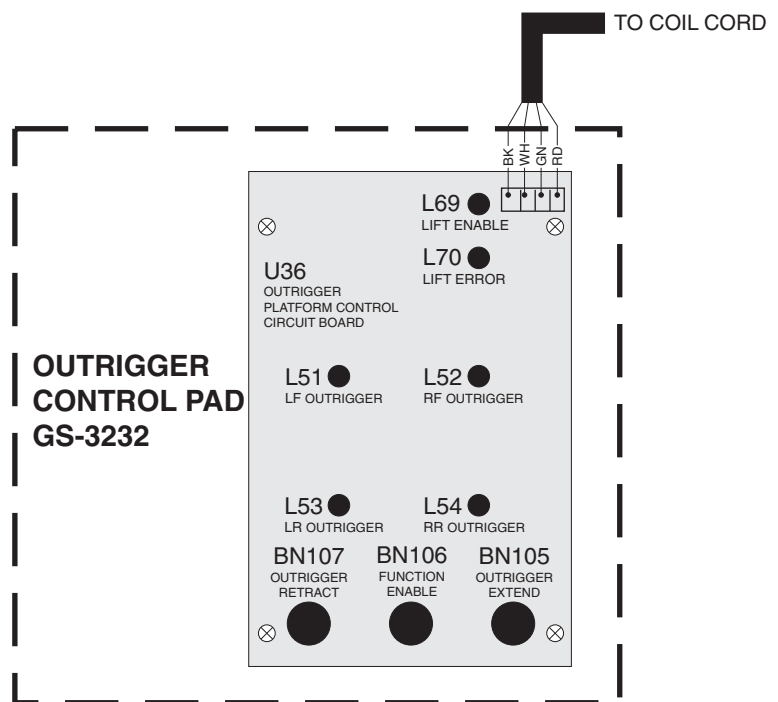 TO COIL CORD
BK
WH
GN
RD
L69
LIFT ENABLE
L70
LIFT ERROR
U36
OUTRIGGER
PLATFORM CONTROL
CIRCUIT BOARD
OUTRIGGER
CONTROL PAD
GS-3232
L51
LF OUTRIGGER
L52
RF OUTRIGGER
L53
LR OUTRIGGER
L54
RR OUTRIGGER
BN107
OUTRIGGER
RETRACT
BN106
FUNCTION
ENABLE
BN105
OUTRIGGER
EXTEND